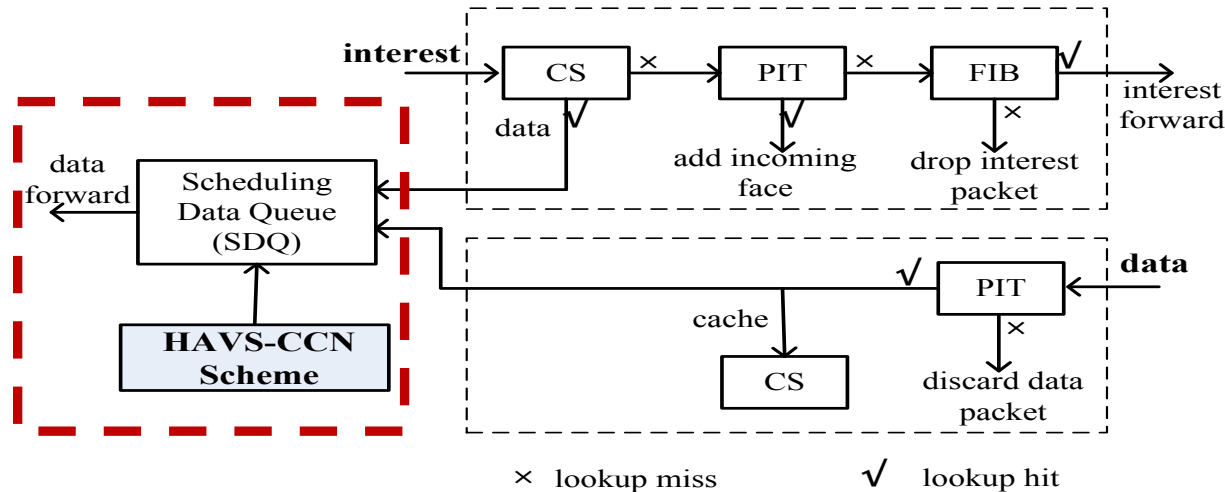 interest
CS
×
PIT
×
FIB
√
interest
forward
√
data
√
add incoming
face
×
drop interest
packet
data
forward
Scheduling
Data Queue
(SDQ)
HAVS-CCN
Scheme
data
PIT
√
cache
CS
×
discard data
packet
× lookup miss
√ lookup hit